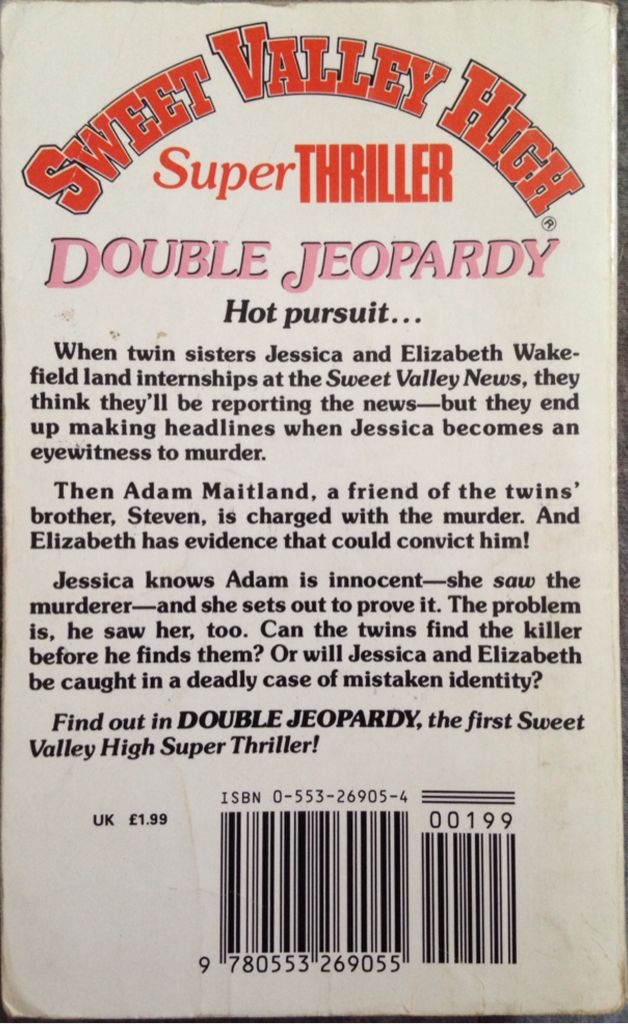 SWEET VALLEY HIGH®
Super THRILLER
DOUBLE JEOPARDY
Hot pursuit...
When twin sisters Jessica and Elizabeth Wake-
field land internships at the Sweet Valley News, they
think they'll be reporting the news—but they end
up making headlines when Jessica becomes an
eyewitness to murder.
Then Adam Maitland, a friend of the twins'
brother, Steven, is charged with the murder. And
Elizabeth has evidence that could convict him!
Jessica knows Adam is innocent—she saw the
murderer—and she sets out to prove it. The problem
is, he saw her, too. Can the twins find the killer
before he finds them? Or will Jessica and Elizabeth
be caught in a deadly case of mistaken identity?
Find out in DOUBLE JEOPARDY, the first Sweet
Valley High Super Thriller!
ISBN 0-553-26905-4
UK £1.99
00199
9 780553 269055